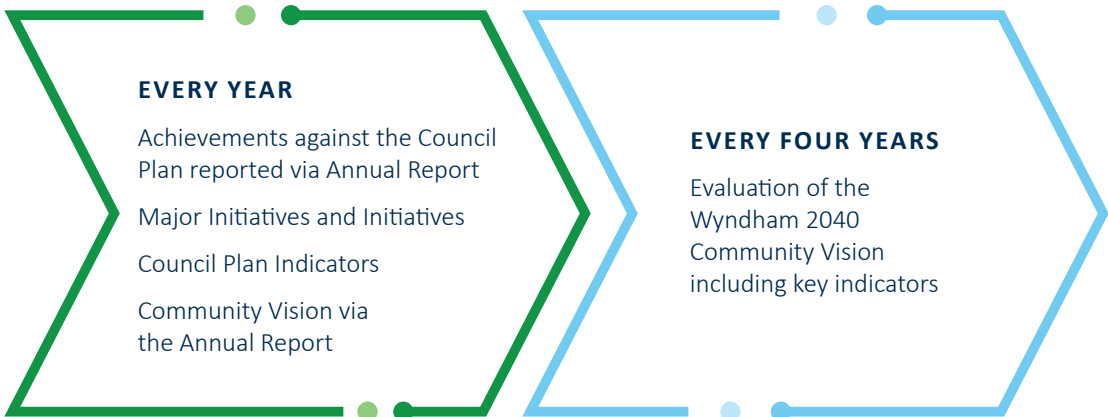 EVERY YEAR
Achievements against the Council
Plan reported via Annual Report
Major Initiatives and Initiatives
Council Plan Indicators
Community Vision via
the Annual Report
EVERY FOUR YEARS
Evaluation of the
Wyndham 2040
Community Vision
including key indicators